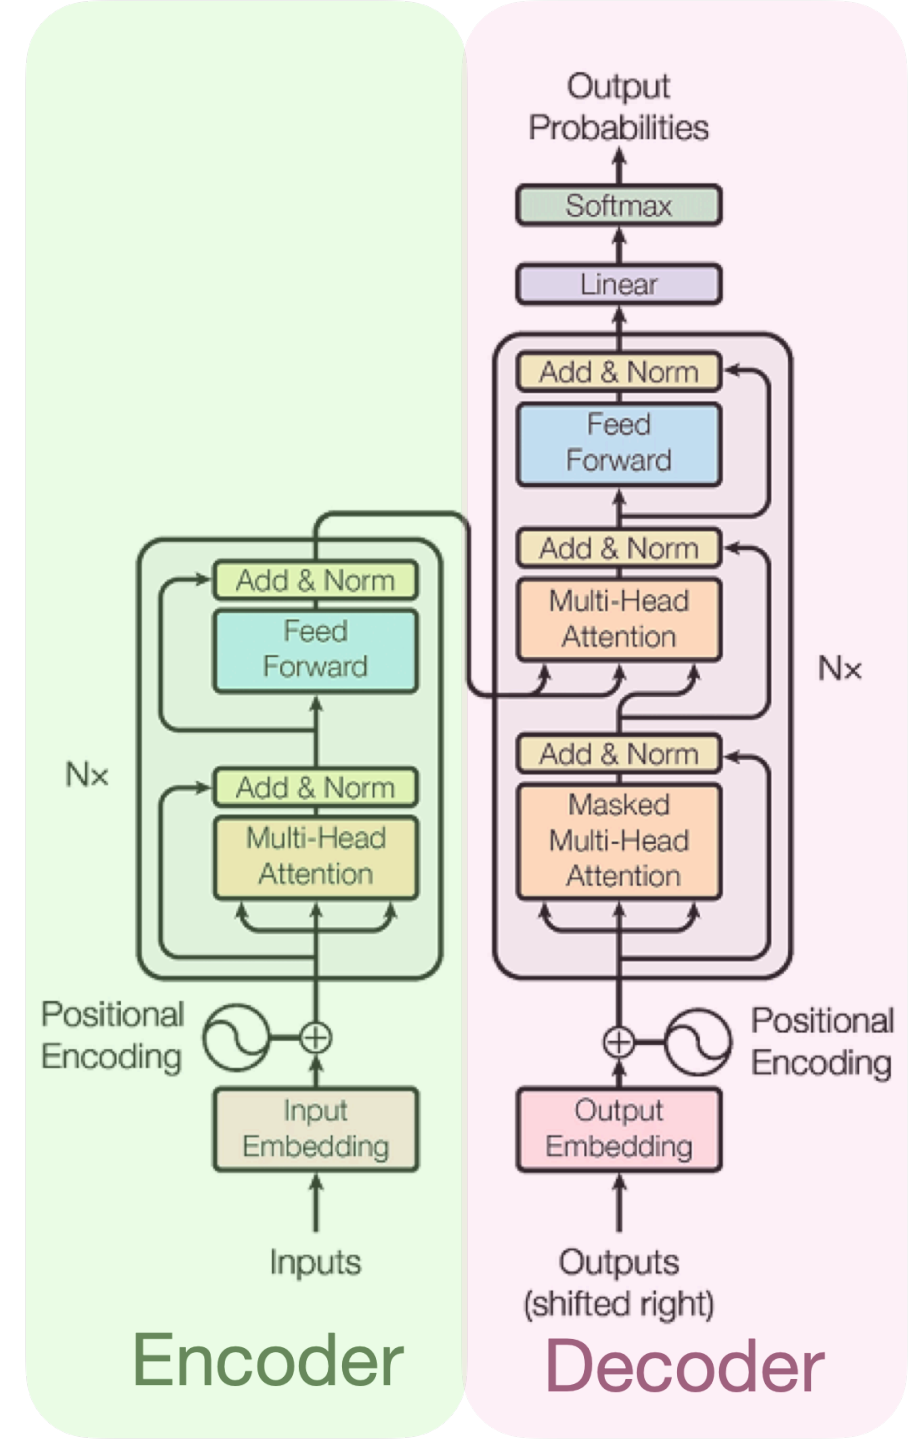 Output
Probabilities
Softmax
Linear
Add & Norm
Feed
Forward
Add & Norm
Multi-Head
Attention
Nx
Add & Norm
Masked
Multi-Head
Attention
Positional
Encoding
Output
Embedding
Outputs
(shifted right)
Decoder
Add & Norm
Feed
Forward
Nx
Add & Norm
Multi-Head
Attention
Positional
Encoding
Input
Embedding
Inputs
Encoder